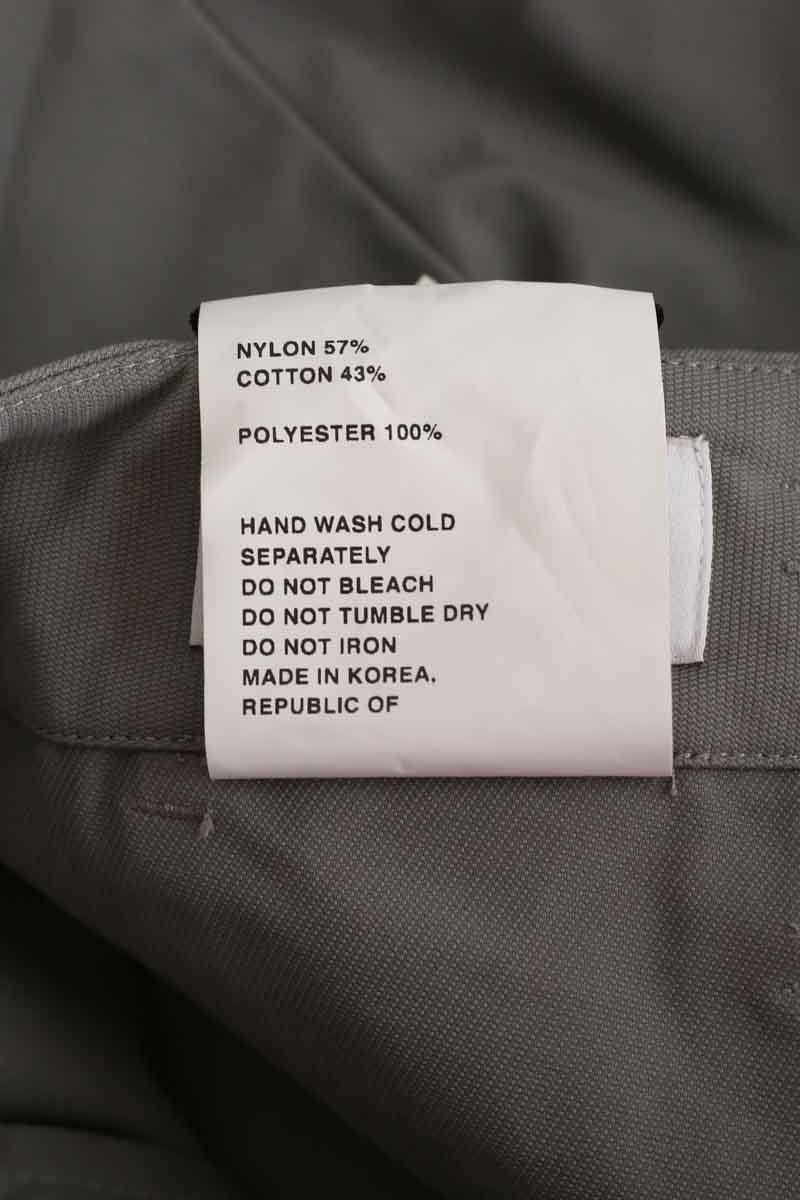 NYLON 57%
COTTON 43%
POLYESTER 100%
HAND WASH COLD
SEPARATELY
DO NOT BLEACH
DO NOT TUMBLE DRY
DO NOT IRON
MADE IN KOREA,
REPUBLIC OF